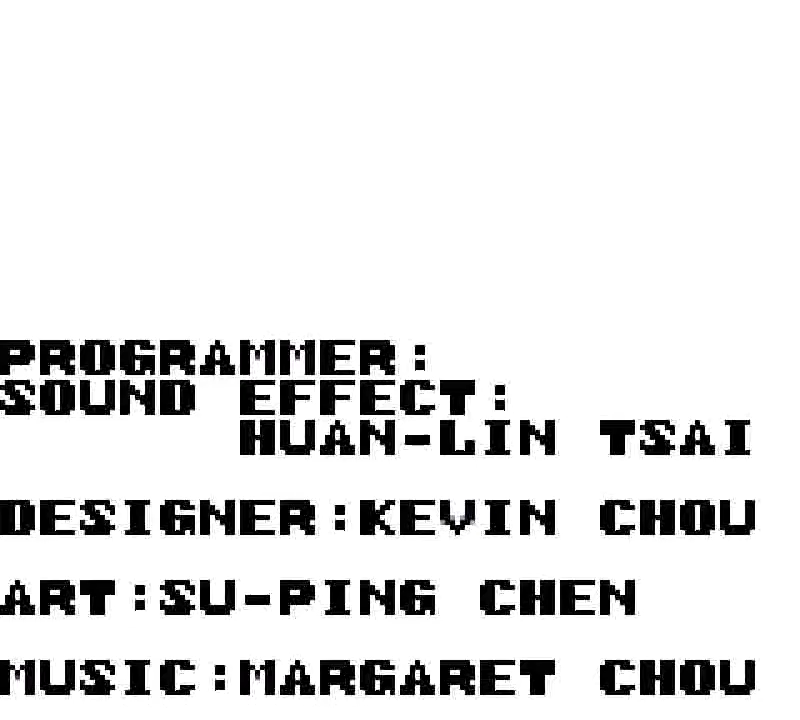 PROGRAMMER:
SOUND EFFECT:
HUAN-LIN TSAI
DESIGNER:KEVIN CHOU
ART:SU-PING CHEN
MUSIC:MARGARET CHOU